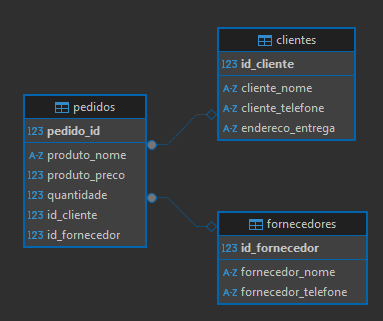 clientes
123 id_cliente
A-Z cliente_nome
A-Z cliente_telefone
A-Z endereco_entrega
pedidos
123 pedido_id
A-Z produto_nome
123 produto_preco
123 quantidade
123 id_cliente
123 id_fornecedor
fornecedores
123 id_fornecedor
A-Z fornecedor_nome
A-Z fornecedor_telefone